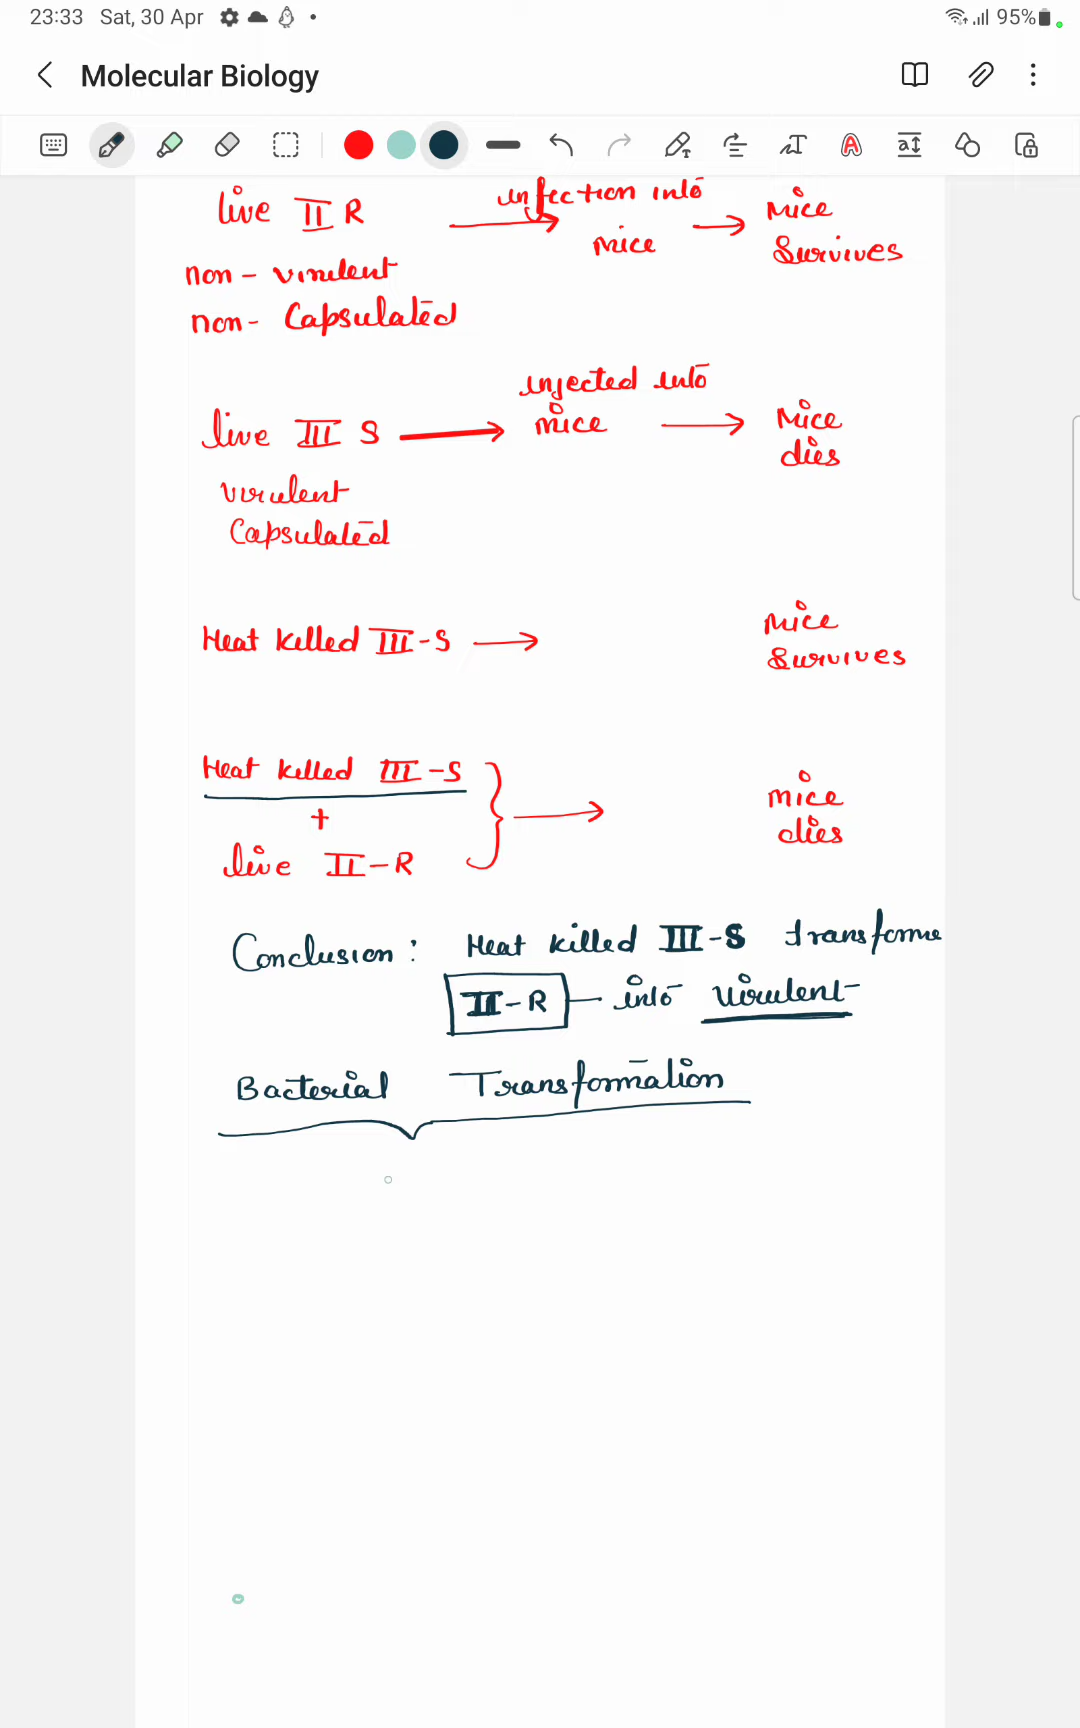 23:33 Sat, 30 Apr 95%
Molecular Biology
live II R infection into mice Mice Survives
non - virulent
non - Capsulated
live III S injected into mice Mice dies
virulent
Capsulated
Heat killed III-S Mice Survives
Heat killed III-S
+
live II-R
mice dies
Conclusion: Heat killed III-S transforms
II-R into virulent
Bacterial Transformation